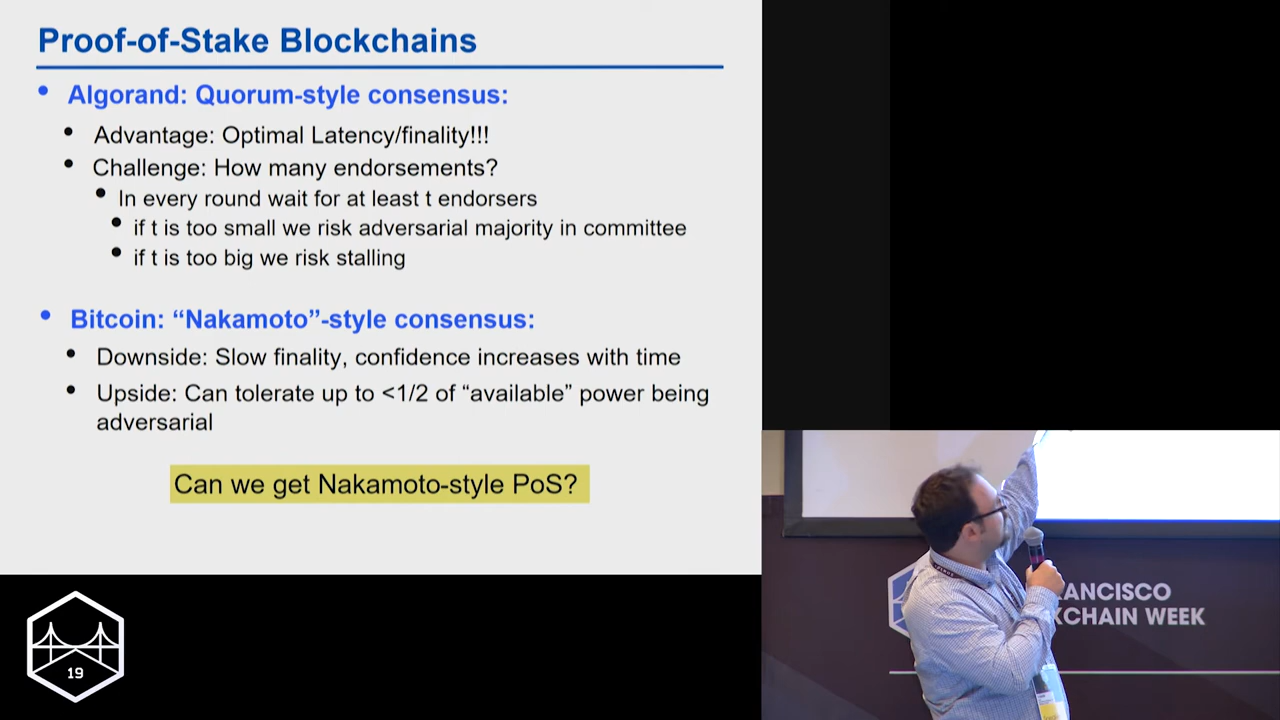 Proof-of-Stake Blockchains
Algorand: Quorum-style consensus:
Advantage: Optimal Latency/finality!!!
Challenge: How many endorsements?
In every round wait for at least t endorsers
if t is too small we risk adversarial majority in committee
if t is too big we risk stalling
Bitcoin: “Nakamoto”-style consensus:
Downside: Slow finality, confidence increases with time
Upside: Can tolerate up to <1/2 of “available” power being
adversarial
Can we get Nakamoto-style PoS?
19
ANCISCO
KCHAIN WEEK